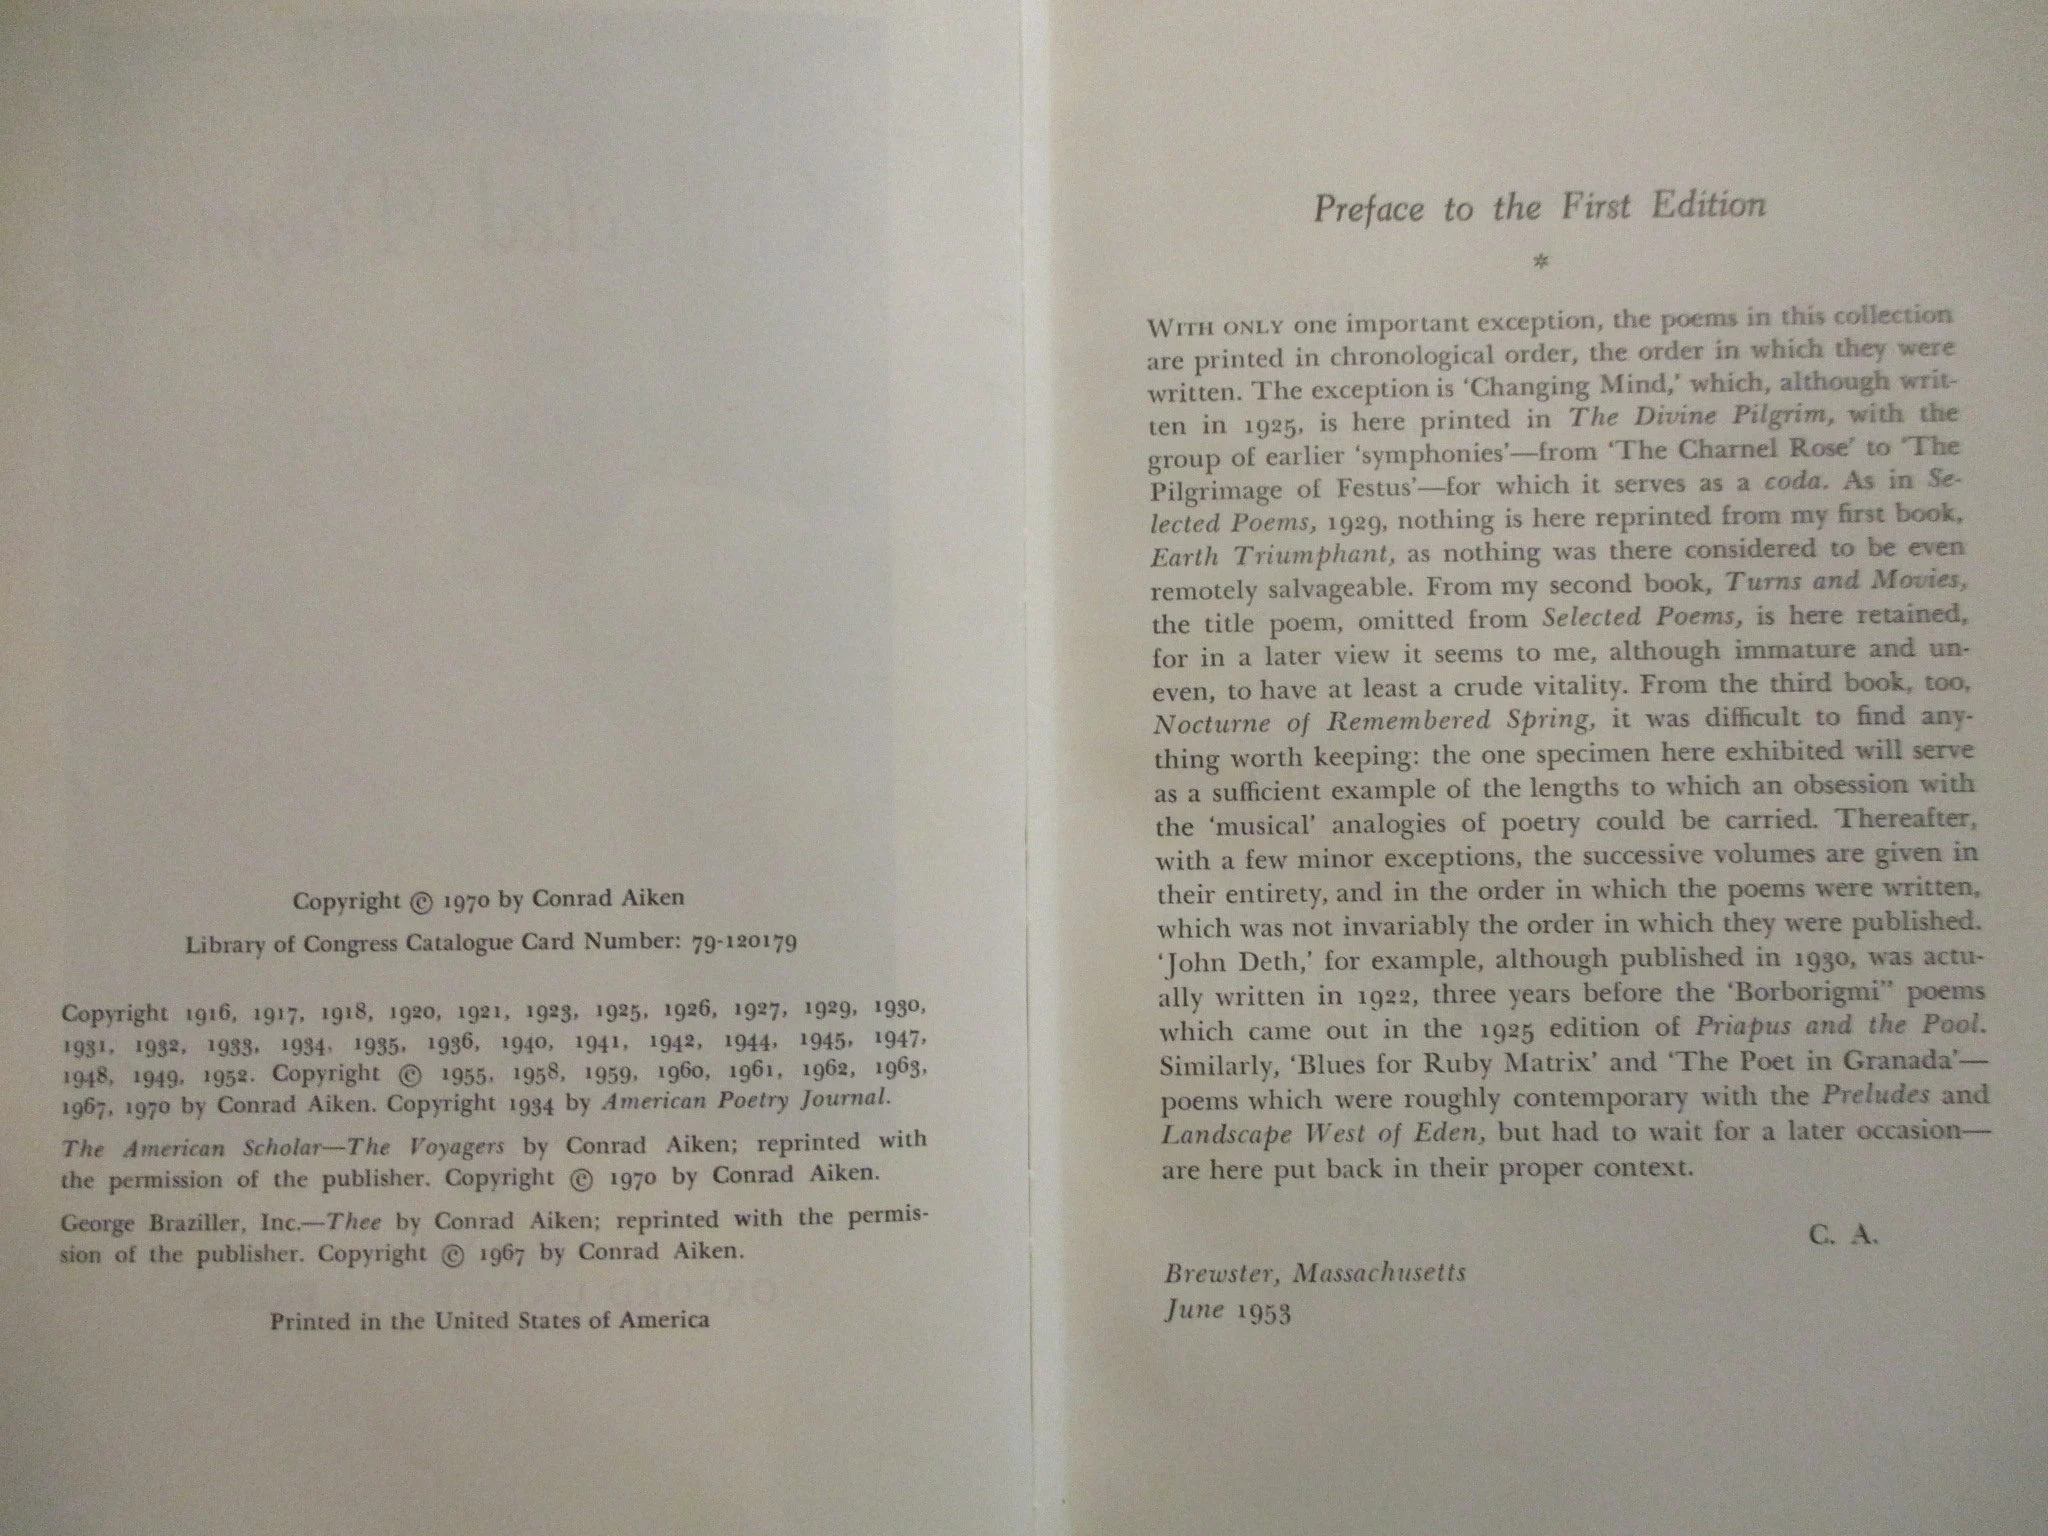 Copyright © 1970 by Conrad Aiken
Library of Congress Catalogue Card Number: 79-120179
Copyright 1916, 1917, 1918, 1920, 1921, 1923, 1925, 1926, 1927, 1929, 1930,
1931, 1932, 1933, 1934, 1935, 1936, 1940, 1941, 1942, 1944, 1945, 1947,
1948, 1949, 1952. Copyright © 1955, 1958, 1959, 1960, 1961, 1962, 1963,
1967, 1970 by Conrad Aiken. Copyright 1934 by American Poetry Journal.
The American Scholar—The Voyagers by Conrad Aiken; reprinted with
the permission of the publisher. Copyright © 1970 by Conrad Aiken.
George Braziller, Inc.—Thee by Conrad Aiken; reprinted with the permis-
sion of the publisher. Copyright © 1967 by Conrad Aiken.
Printed in the United States of America
Preface to the First Edition
*
WITH ONLY one important exception, the poems in this collection
are printed in chronological order, the order in which they were
written. The exception is ‘Changing Mind,’ which, although writ-
ten in 1925, is here printed in The Divine Pilgrim, with the
group of earlier ‘symphonies’—from ‘The Charnel Rose’ to ‘The
Pilgrimage of Festus’—for which it serves as a coda. As in Se-
lected Poems, 1929, nothing is here reprinted from my first book,
Earth Triumphant, as nothing was there considered to be even
remotely salvageable. From my second book, Turns and Movies,
the title poem, omitted from Selected Poems, is here retained,
for in a later view it seems to me, although immature and un-
even, to have at least a crude vitality. From the third book, too,
Nocturne of Remembered Spring, it was difficult to find any-
thing worth keeping: the one specimen here exhibited will serve
as a sufficient example of the lengths to which an obsession with
the ‘musical’ analogies of poetry could be carried. Thereafter,
with a few minor exceptions, the successive volumes are given in
their entirety, and in the order in which the poems were written,
which was not invariably the order in which they were published.
‘John Deth,’ for example, although published in 1930, was actu-
ally written in 1922, three years before the ‘Borborigmi” poems
which came out in the 1925 edition of Priapus and the Pool.
Similarly, ‘Blues for Ruby Matrix’ and ‘The Poet in Granada’—
poems which were roughly contemporary with the Preludes and
Landscape West of Eden, but had to wait for a later occasion—
are here put back in their proper context.
C. A.
Brewster, Massachusetts
June 1953